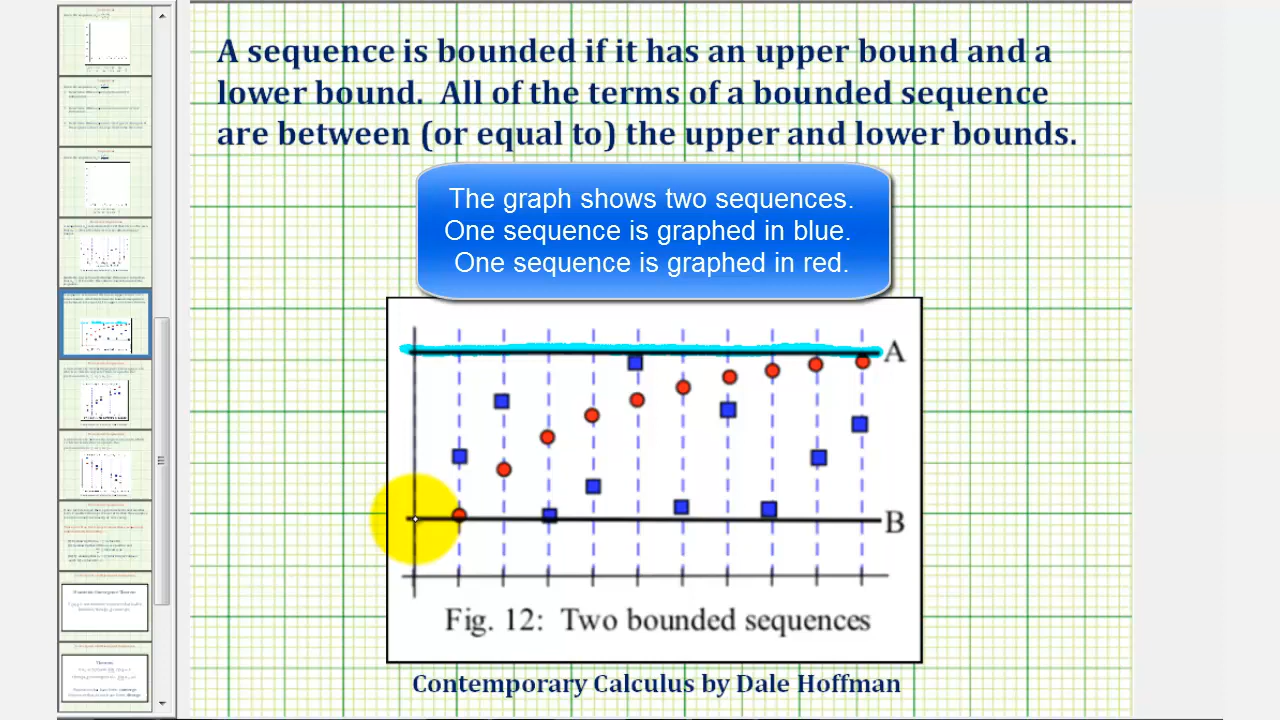 A sequence is bounded if it has an upper bound and a
lower bound.  All of the terms of a bounded sequence
are between (or equal to) the upper and lower bounds.
The graph shows two sequences.
One sequence is graphed in blue.
One sequence is graphed in red.
A
B
Fig. 12:  Two bounded sequences
Contemporary Calculus by Dale Hoffman